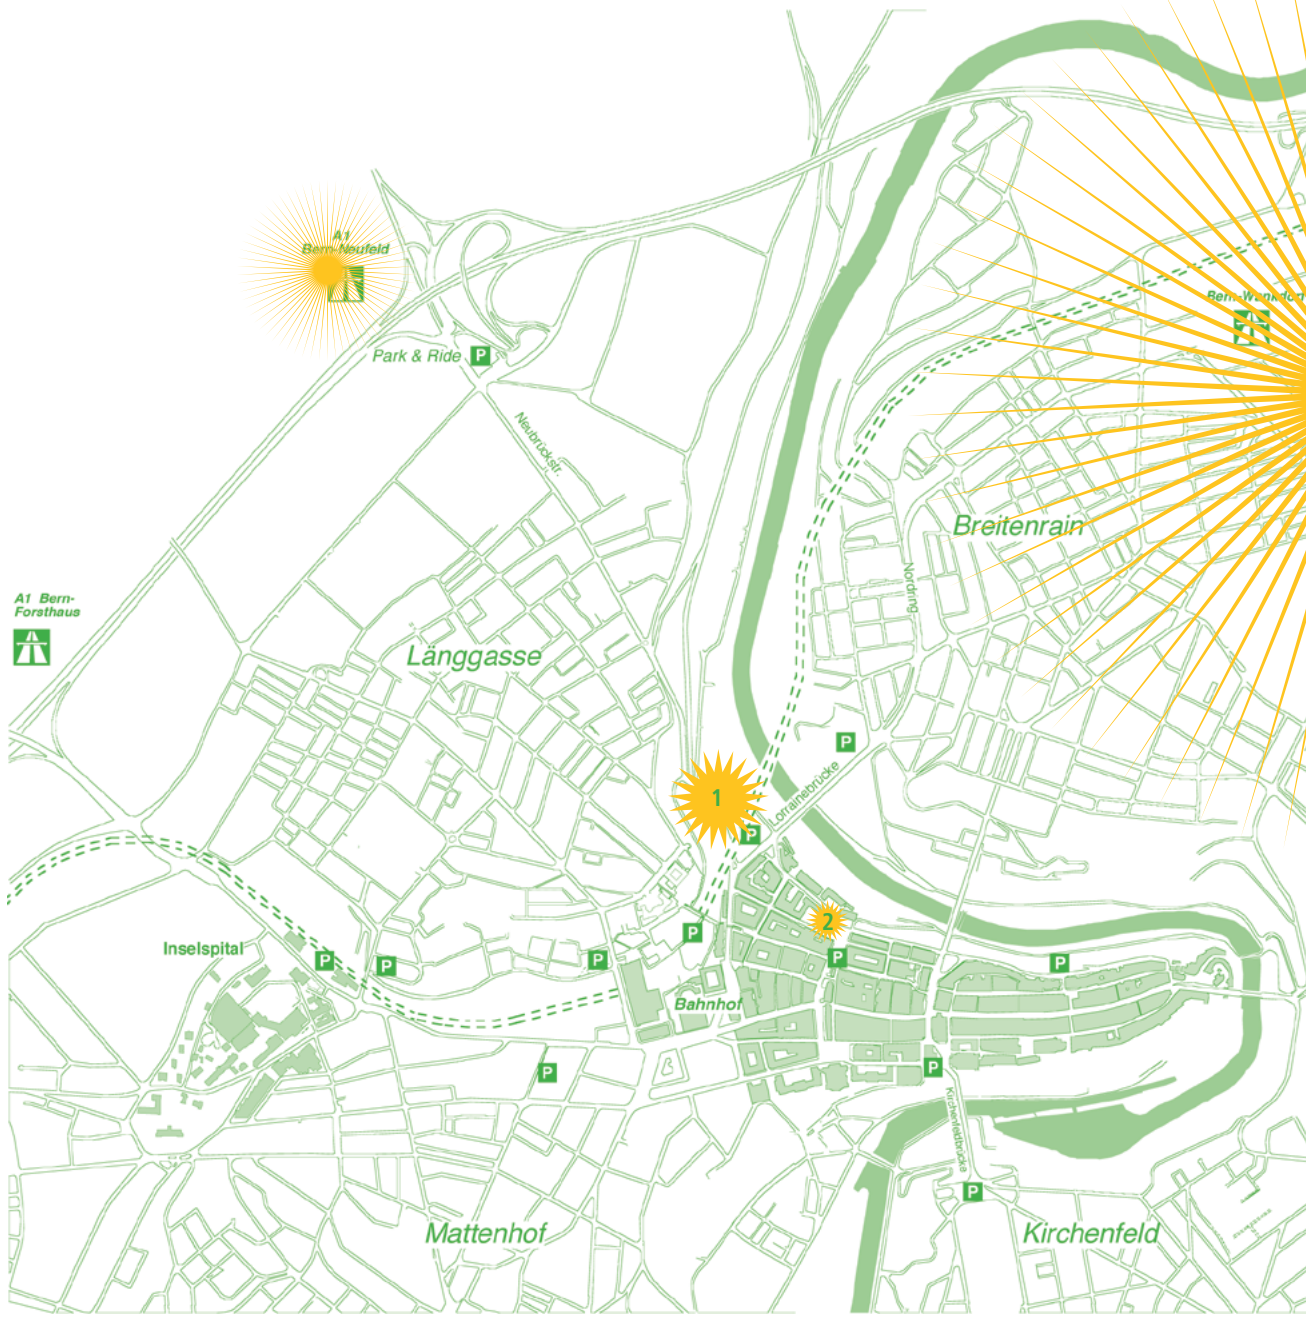 A1
Bern-Neufeld
Bern-Wankdorf
Park & Ride P
Neubrückstr.
Breitenrain
Nordring
A1 Bern-
Forsthaus
Länggasse
P
1
Lorrainebrücke
P
2
P
Inselspital
P
P
P
P
P
Bahnhof
P
P
Kirchenfeldbrücke
P
Mattenhof
Kirchenfeld